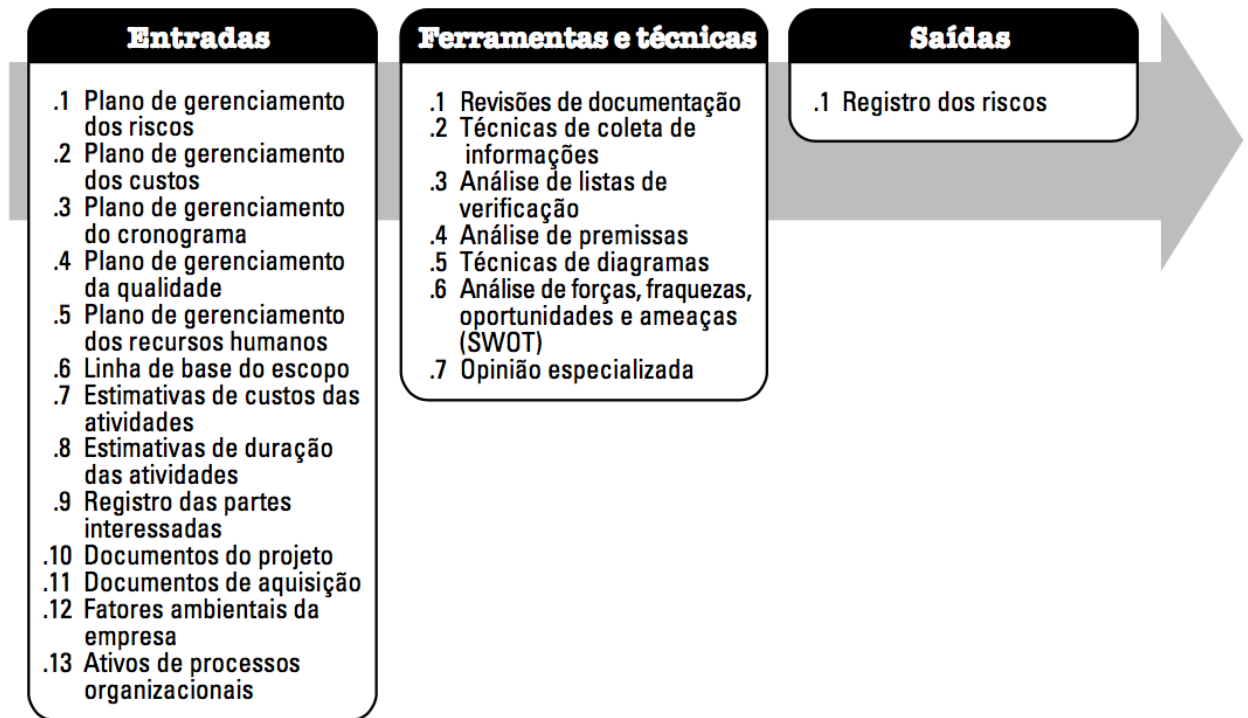 Entradas
.1 Plano de gerenciamento
dos riscos
.2 Plano de gerenciamento
dos custos
.3 Plano de gerenciamento
do cronograma
.4 Plano de gerenciamento
da qualidade
.5 Plano de gerenciamento
dos recursos humanos
.6 Linha de base do escopo
.7 Estimativas de custos das
atividades
.8 Estimativas de duração
das atividades
.9 Registro das partes
interessadas
.10 Documentos do projeto
.11 Documentos de aquisição
.12 Fatores ambientais da
empresa
.13 Ativos de processos
organizacionais
Ferramentas e técnicas
.1 Revisões de documentação
.2 Técnicas de coleta de
informações
.3 Análise de listas de
verificação
.4 Análise de premissas
.5 Técnicas de diagramas
.6 Análise de forças, fraquezas,
oportunidades e ameaças
(SWOT)
.7 Opinião especializada
Saídas
.1 Registro dos riscos